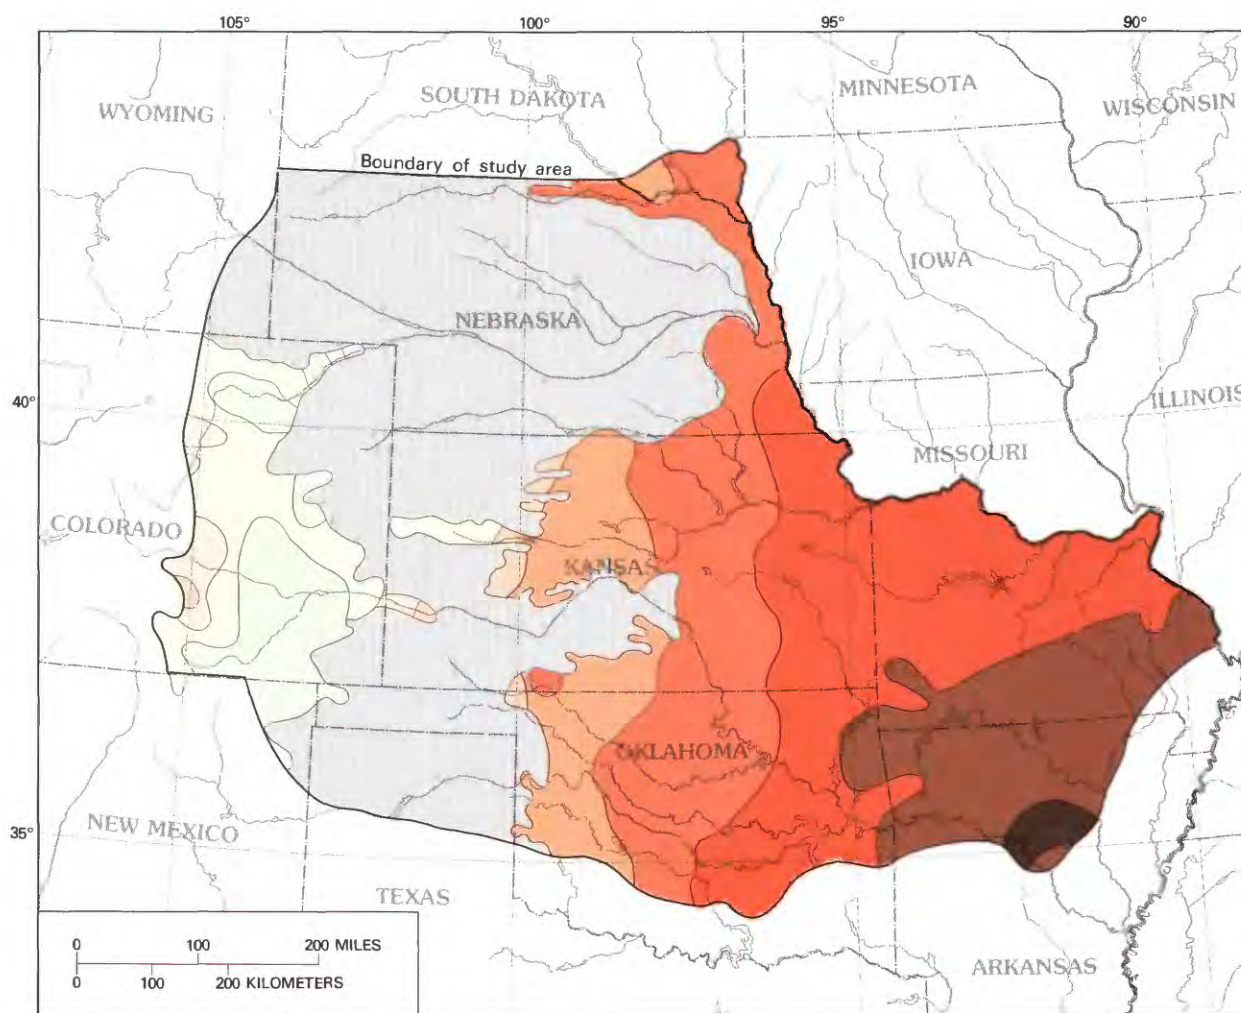 105°
100°
95°
90°
SOUTH DAKOTA
MINNESOTA
WYOMING
WISCONSIN
Boundary of study area
IOWA
NEBRASKA
40°
ILLINOIS
MISSOURI
COLORADO
KANSAS
OKLAHOMA
35°
NEW MEXICO
TEXAS
ARKANSAS
0 100 200 MILES
0 100 200 KILOMETERS